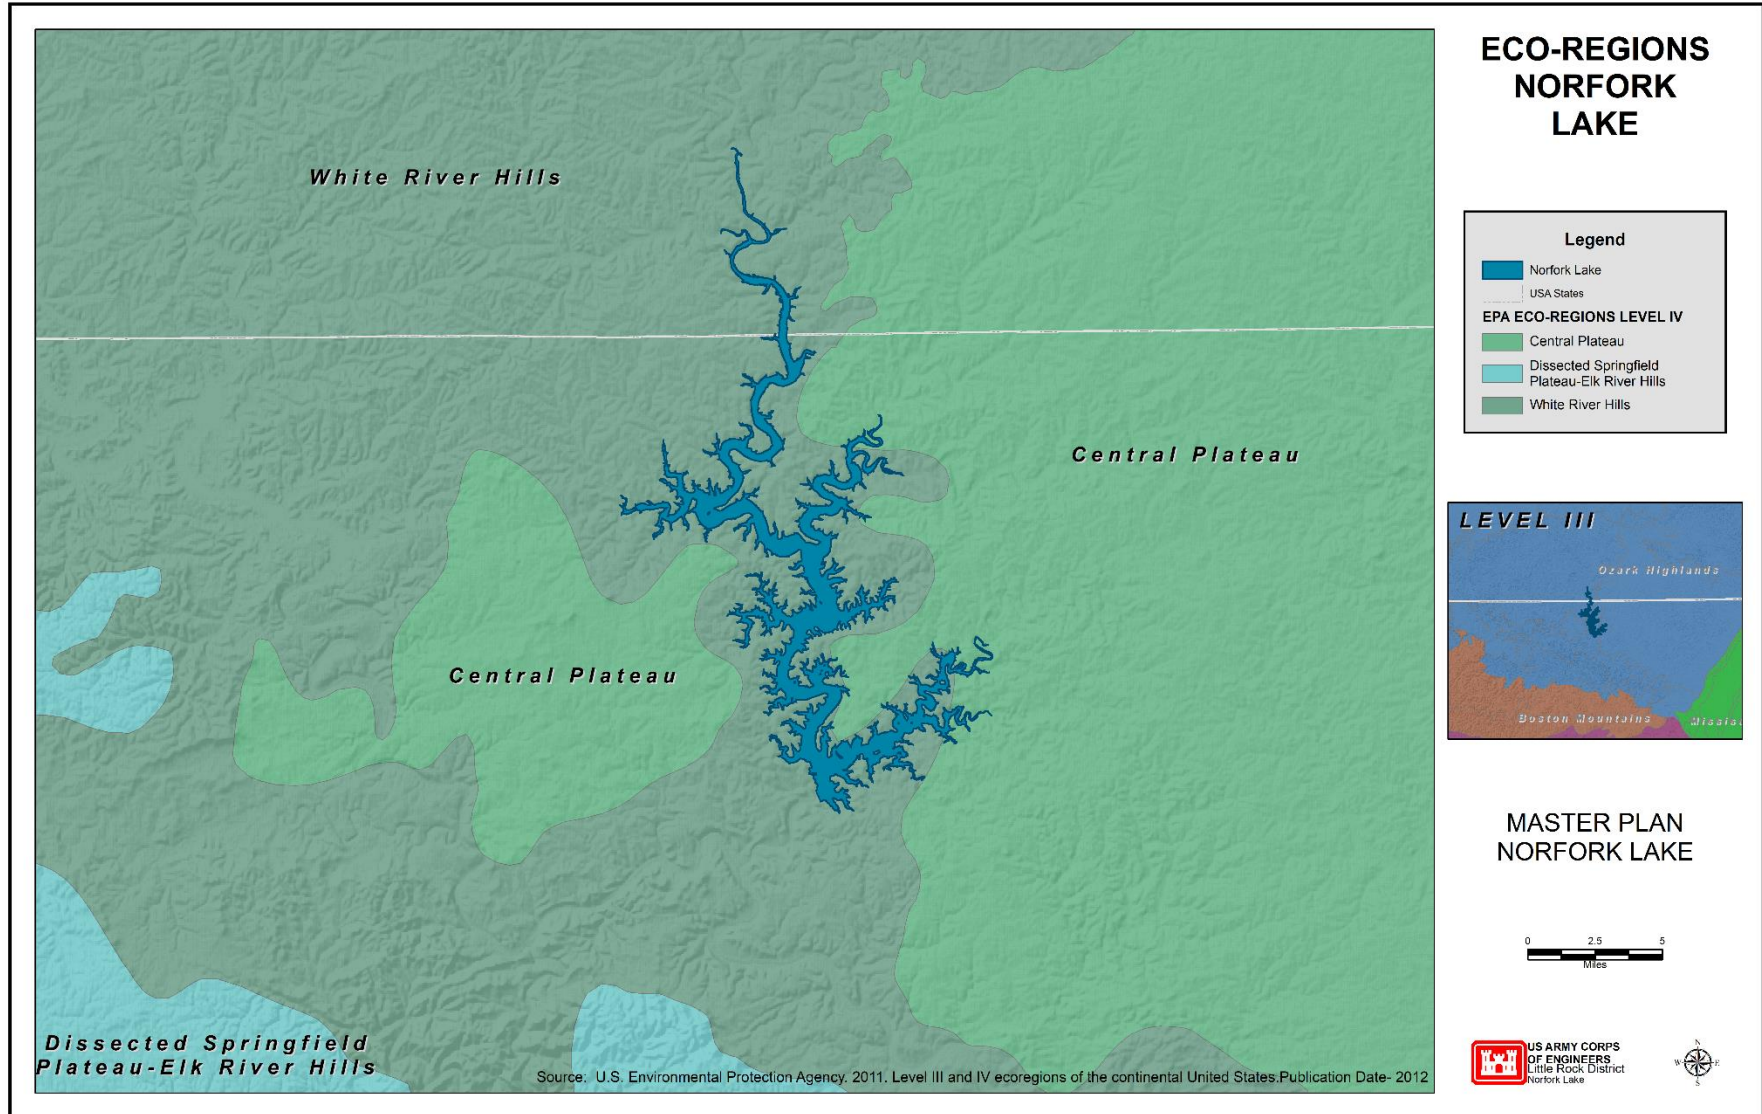 ECO-REGIONS
NORFORK
LAKE
White River Hills
Legend
Norfork Lake
USA States
EPA ECO-REGIONS LEVEL IV
Central Plateau
Dissected Springfield
Plateau-Elk River Hills
White River Hills
Central Plateau
LEVEL III
Ozark Highlands
Boston Mountains
Mississ
Central Plateau
MASTER PLAN
NORFORK LAKE
0 2.5 5
Miles
Dissected Springfield
Plateau-Elk River Hills
Source: U.S. Environmental Protection Agency. 2011. Level III and IV ecoregions of the continental United States.Publication Date- 2012
US ARMY CORPS
OF ENGINEERS
Little Rock District
Norfork Lake
N
W E
S